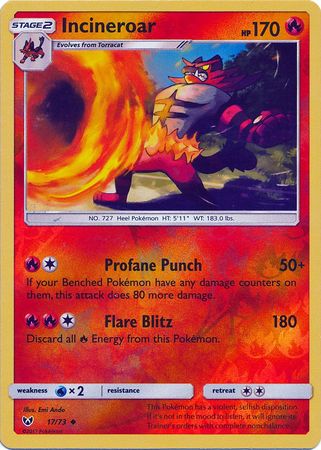 STAGE2 Incineroar HP 170
Evolves from Torracat
NO. 727 Heel Pokémon HT: 5'11" WT: 183.0 lbs.
Profane Punch 50+
If your Benched Pokémon have any damage counters on
them, this attack does 80 more damage.
Flare Blitz 180
Discard all Energy from this Pokémon.
weakness ×2 resistance retreat
Illus. Emi Ando
17/73
This Pokémon has a violent, selfish disposition.
If it's not in the mood to listen, it will ignore its
Trainer's orders with complete nonchalance.
©2017 Pokémon